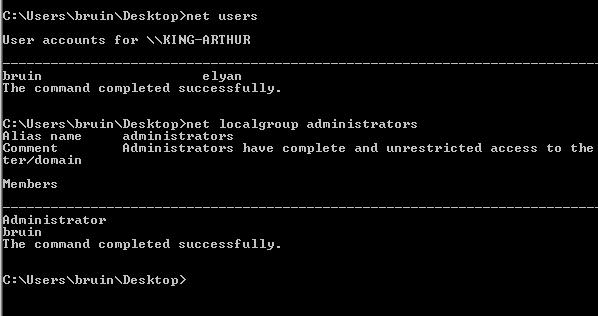 C:\Users\bruin\Desktop>net users
User accounts for \\KING-ARTHUR
-------------------------------------------------------------------------------
bruin                    elyan
The command completed successfully.
C:\Users\bruin\Desktop>net localgroup administrators
Alias name     administrators
Comment        Administrators have complete and unrestricted access to the
ter/domain
Members
-------------------------------------------------------------------------------
Administrator
bruin
The command completed successfully.
C:\Users\bruin\Desktop>